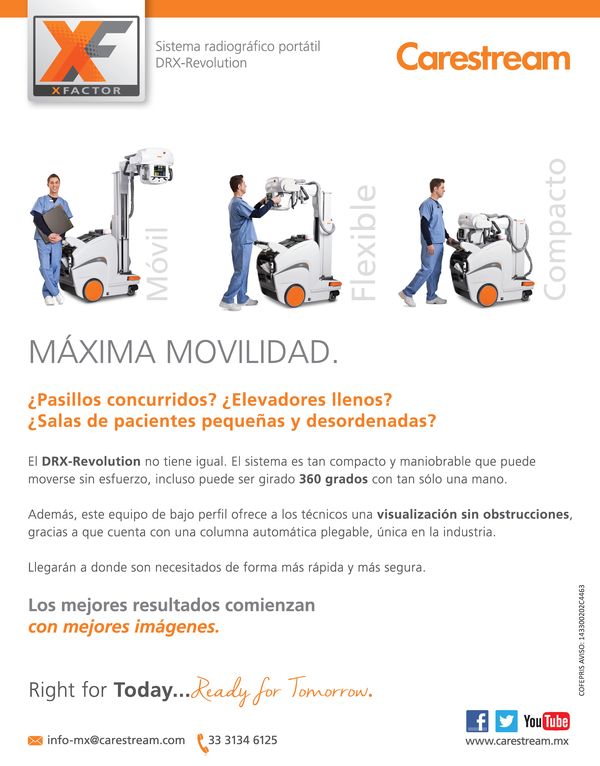 XF
XFACTOR
Sistema radiográfico portátil
DRX-Revolution
Carestream
Móvil
Flexible
Compacto
MÁXIMA MOVILIDAD.
¿Pasillos concurridos? ¿Elevadores llenos?
¿Salas de pacientes pequeñas y desordenadas?
El DRX-Revolution no tiene igual. El sistema es tan compacto y maniobrable que puede
moverse sin esfuerzo, incluso puede ser girado 360 grados con tan sólo una mano.
Además, este equipo de bajo perfil ofrece a los técnicos una visualización sin obstrucciones,
gracias a que cuenta con una columna automática plegable, única en la industria.
Llegarán a donde son necesitados de forma más rápida y más segura.
Los mejores resultados comienzan
con mejores imágenes.
COFEPRIS AVISO: 143300202C4463
Right for Today...Ready for Tomorrow.
f
YouTube
info-mx@carestream.com
33 3134 6125
www.carestream.mx